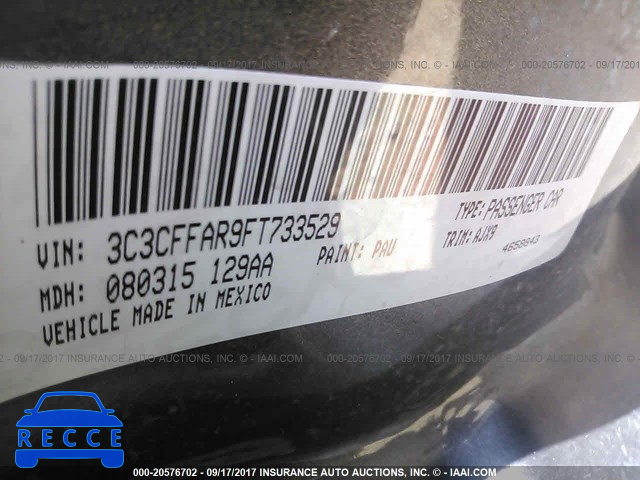 000-20576702 - 09/17/2017 INSURANCE AUTO AUCTIONS, INC. - © IAAI.COM
VIN: 3C3CFFAR9FT733529
TYPE: PASSENGER CAR
MDH: 080315 129AA
PAINT: PAU
TRIM: AJX9
4658643
VEHICLE MADE IN MEXICO
RECCE
000-20576702 - 09/17/2017 INSURANCE AUTO AUCTIONS, INC. - © IAAI.COM